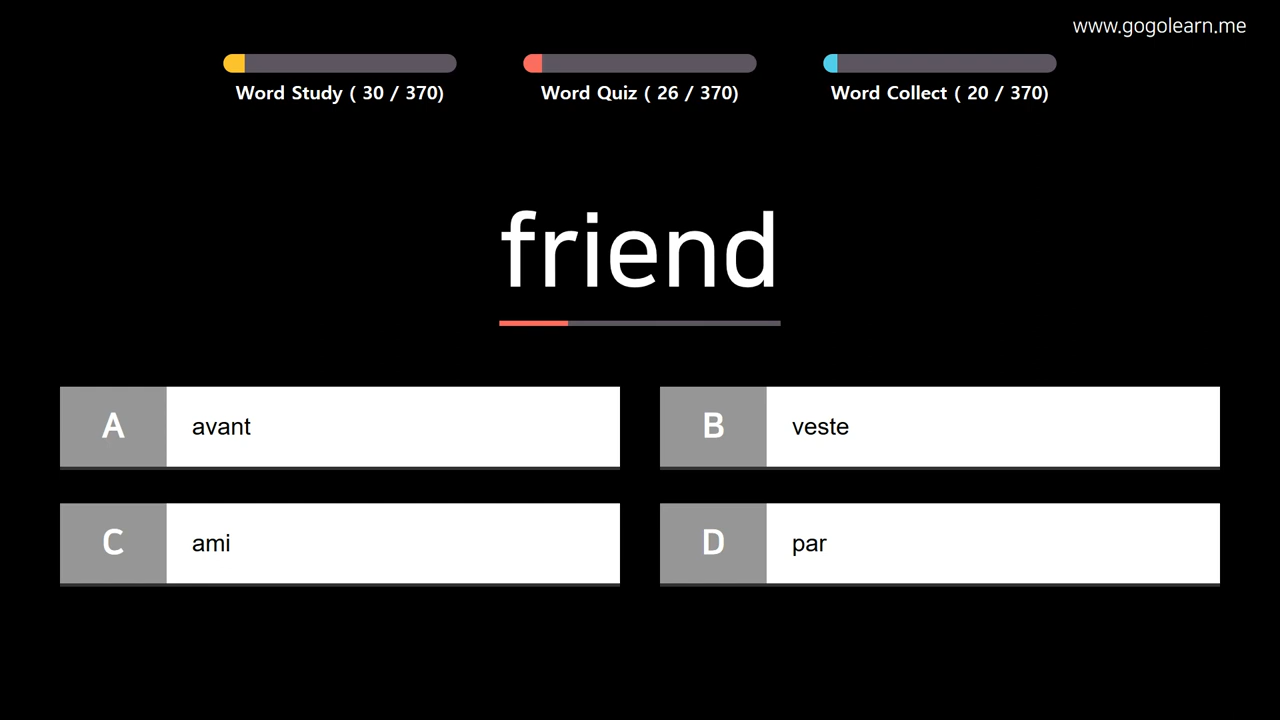 www.gogolearn.me
Word Study ( 30 / 370)
Word Quiz ( 26 / 370)
Word Collect ( 20 / 370)
friend
A avant
B veste
C ami
D par